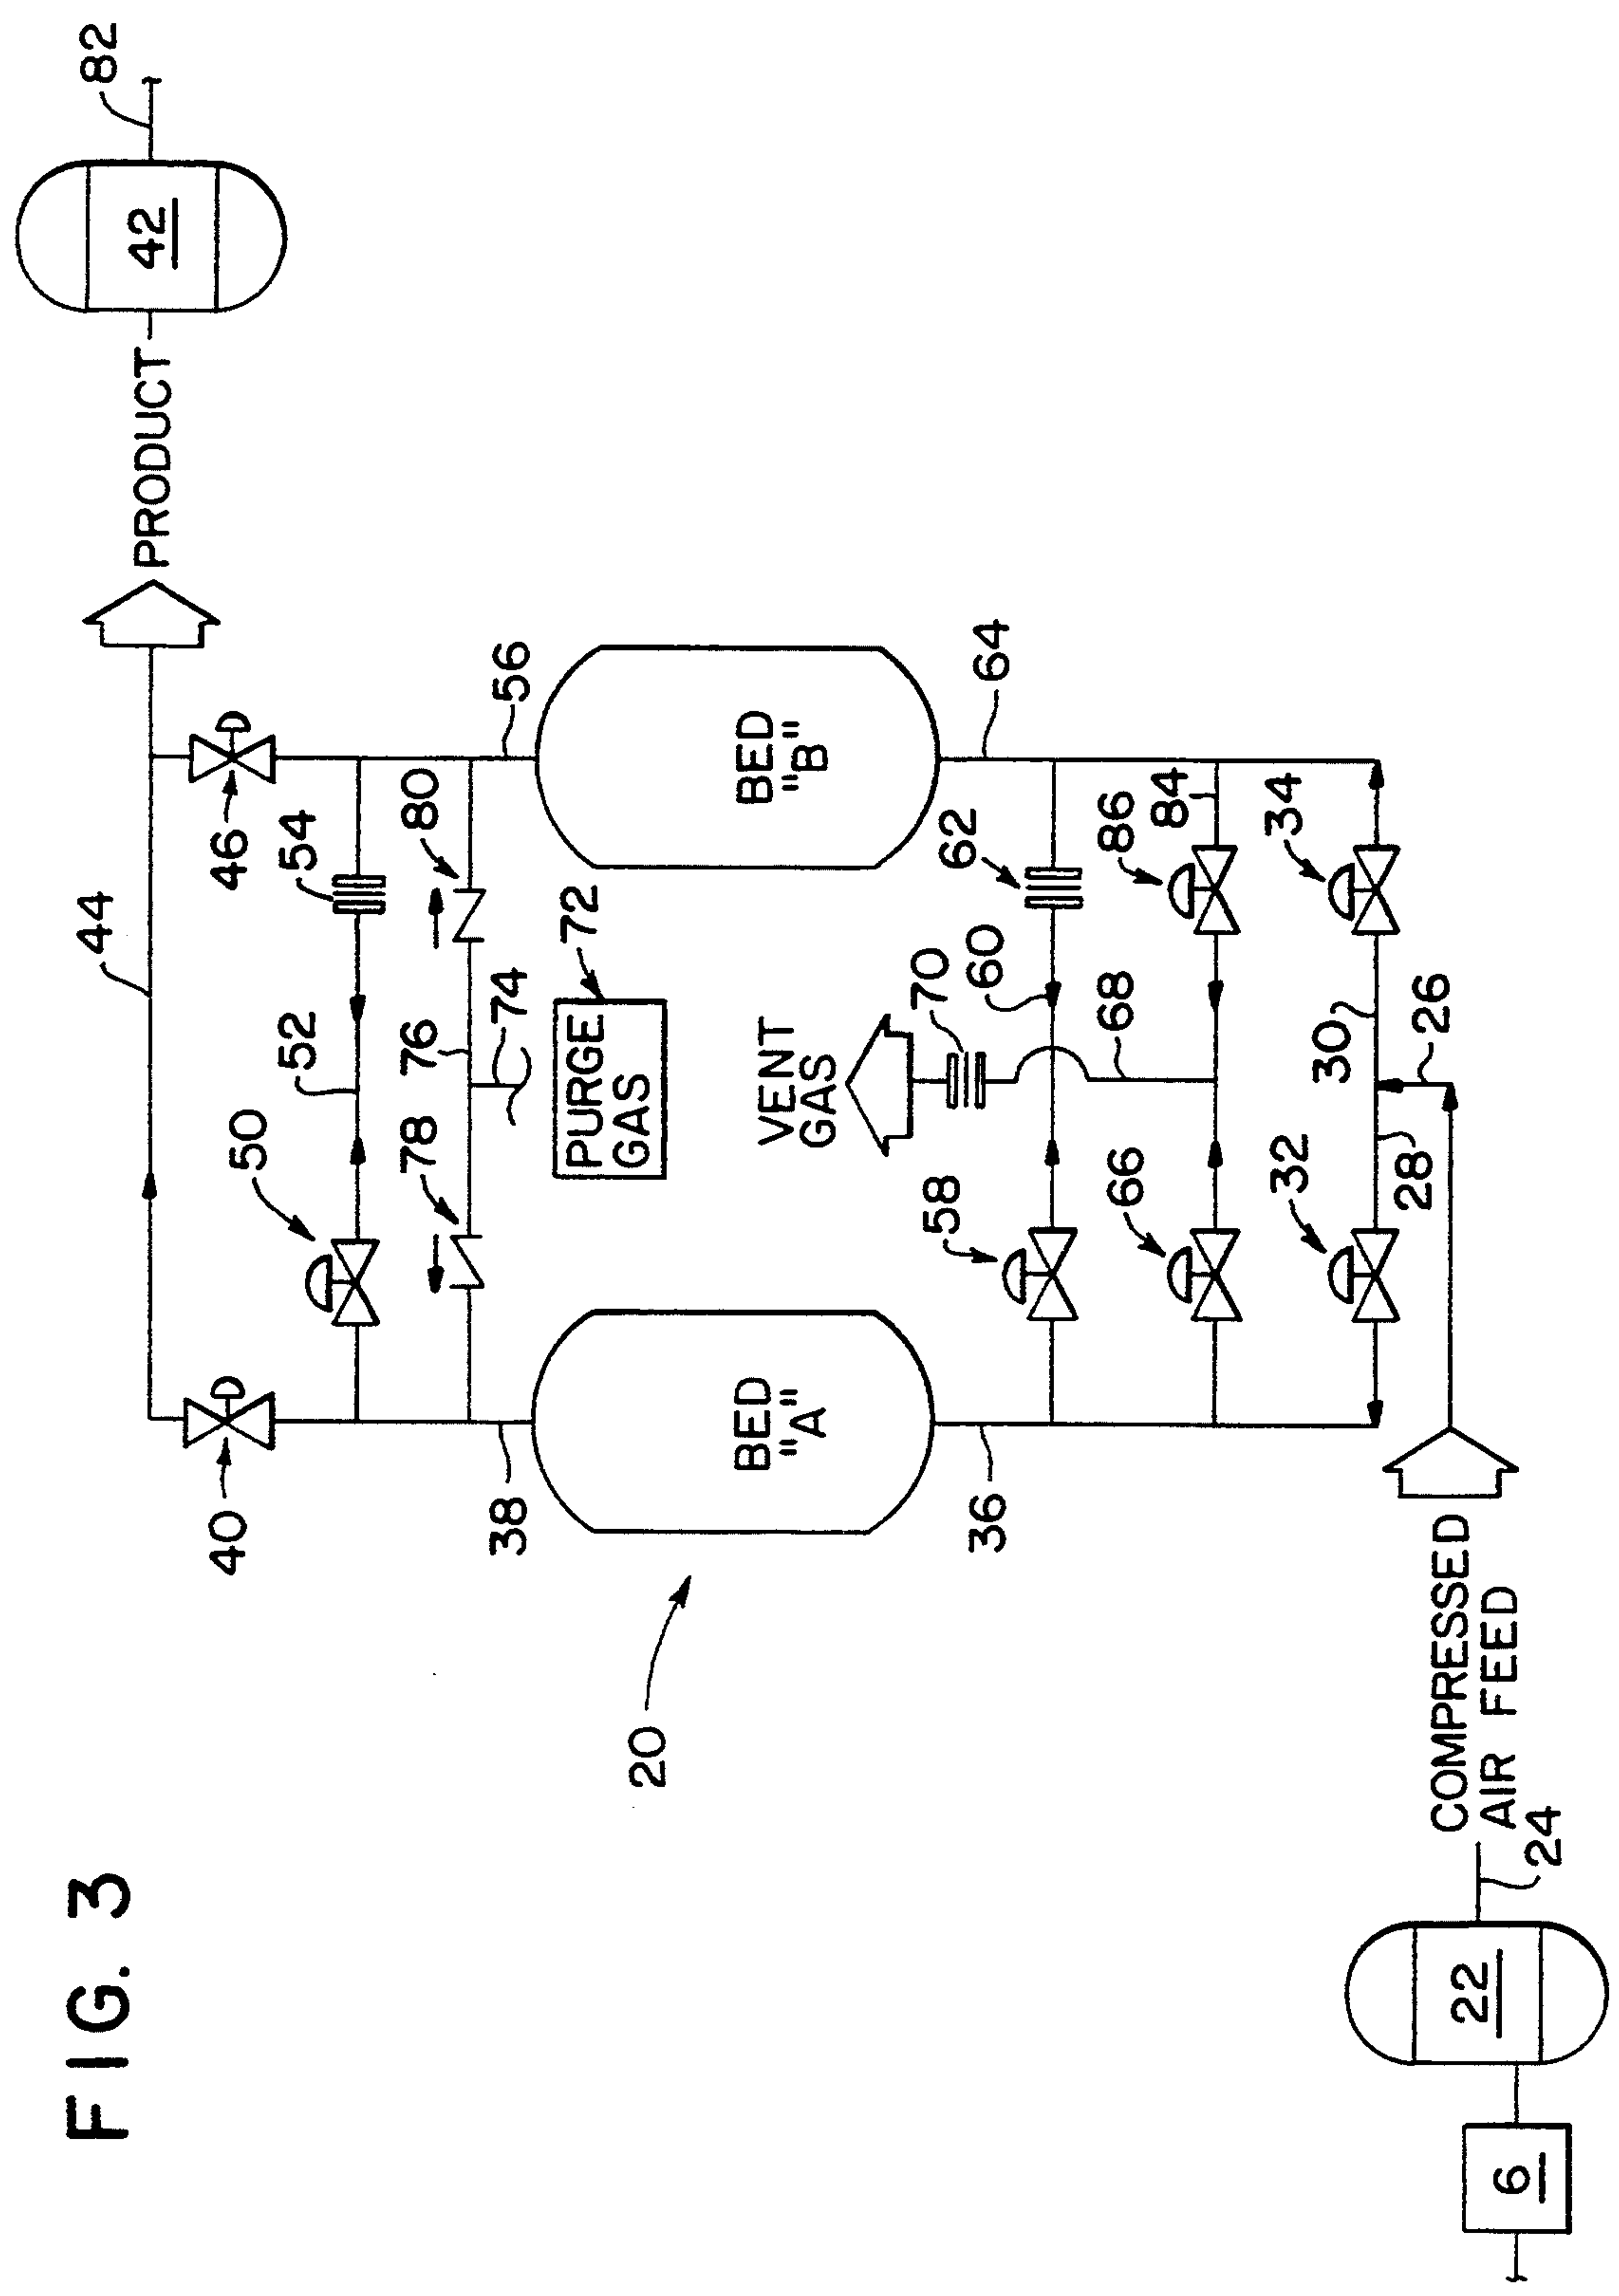 FIG. 3
82
42
PRODUCT
44
46
40
50
52
54
56
80
76
78
74
38
72
PURGE
GAS
BED
"A"
BED
"B"
20
VENT
GAS
70
60
62
64
58
36
68
66
86
84
34
32
30
28
26
COMPRESSED
AIR FEED
24
22
6